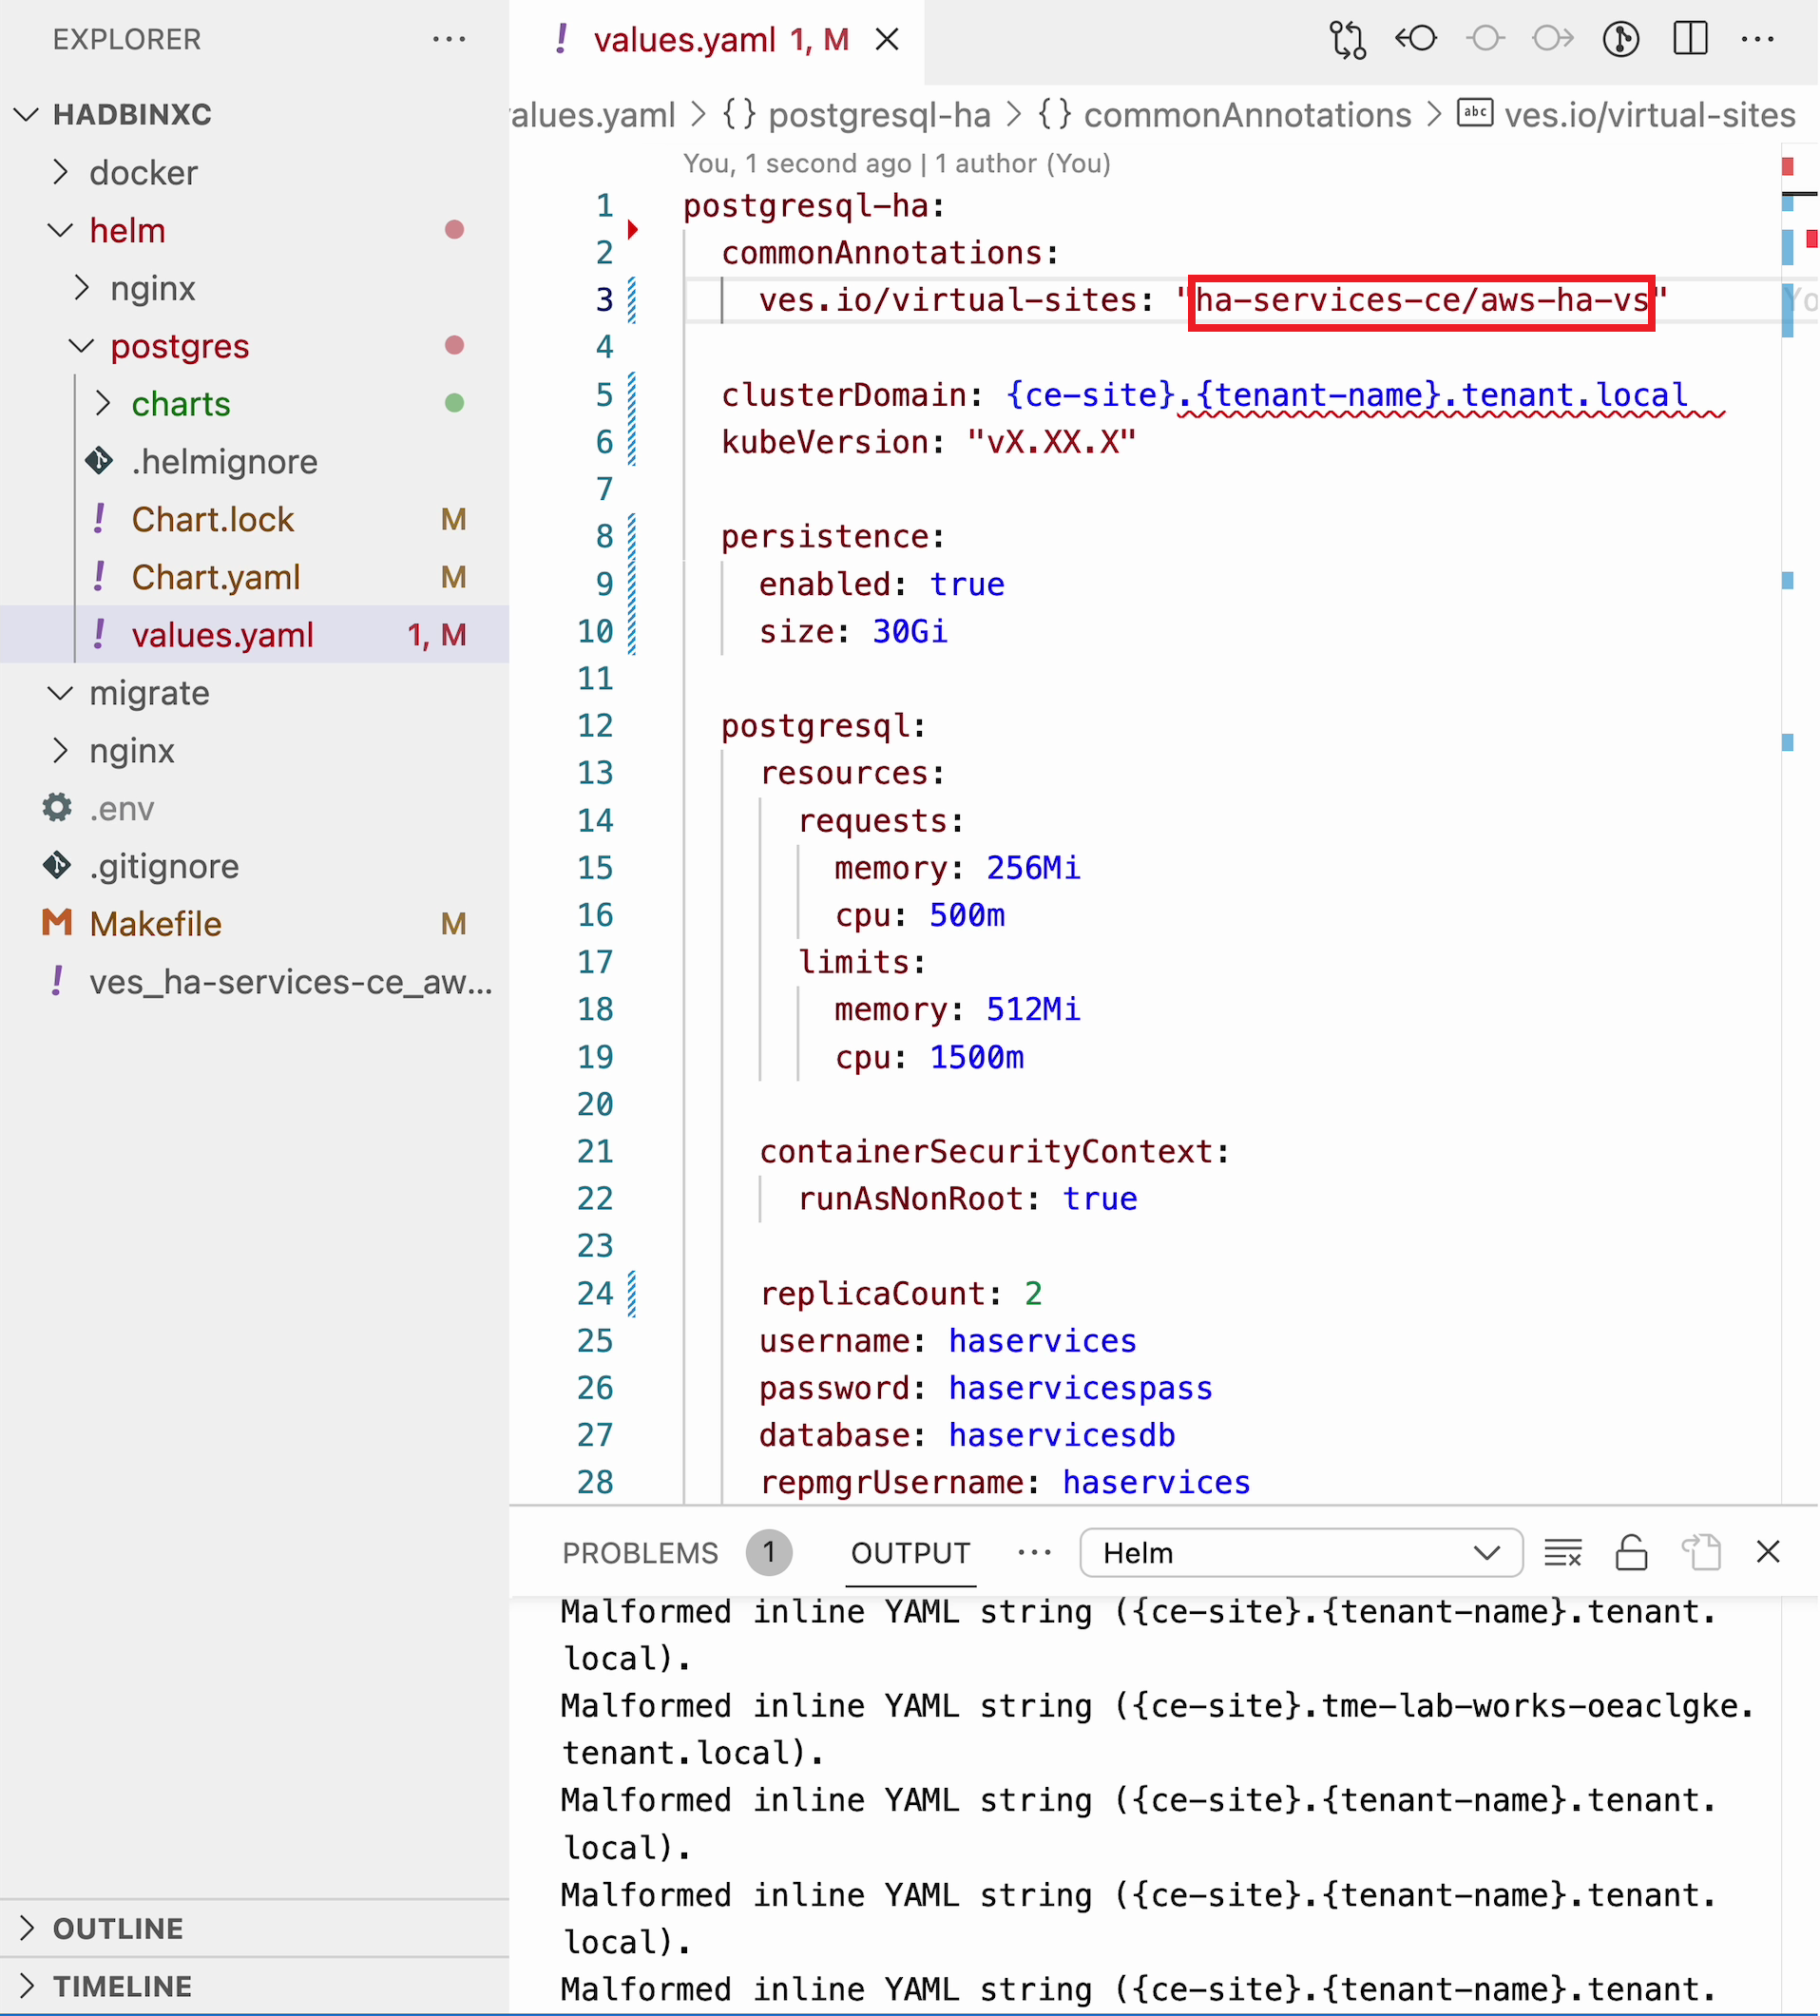 EXPLORER
HADBINXC
docker
helm
nginx
postgres
charts
.helmignore
Chart.lock M
Chart.yaml M
values.yaml 1, M
migrate
nginx
.env
.gitignore
Makefile M
ves_ha-services-ce_aw...
OUTLINE
TIMELINE
values.yaml 1, M
alues.yaml > {} postgresql-ha > {} commonAnnotations > abc ves.io/virtual-sites
You, 1 second ago | 1 author (You)
1 postgresql-ha:
2 commonAnnotations:
3 ves.io/virtual-sites: "ha-services-ce/aws-ha-vs" Yo
4
5 clusterDomain: {ce-site}.{tenant-name}.tenant.local
6 kubeVersion: "vX.XX.X"
7
8 persistence:
9 enabled: true
10 size: 30Gi
11
12 postgresql:
13 resources:
14 requests:
15 memory: 256Mi
16 cpu: 500m
17 limits:
18 memory: 512Mi
19 cpu: 1500m
20
21 containerSecurityContext:
22 runAsNonRoot: true
23
24 replicaCount: 2
25 username: haservices
26 password: haservicespass
27 database: haservicesdb
28 repmgrUsername: haservices
PROBLEMS 1 OUTPUT Helm
Malformed inline YAML string ({ce-site}.{tenant-name}.tenant.
local).
Malformed inline YAML string ({ce-site}.tme-lab-works-oeaclgke.
tenant.local).
Malformed inline YAML string ({ce-site}.{tenant-name}.tenant.
local).
Malformed inline YAML string ({ce-site}.{tenant-name}.tenant.
local).
Malformed inline YAML string ({ce-site}.{tenant-name}.tenant.